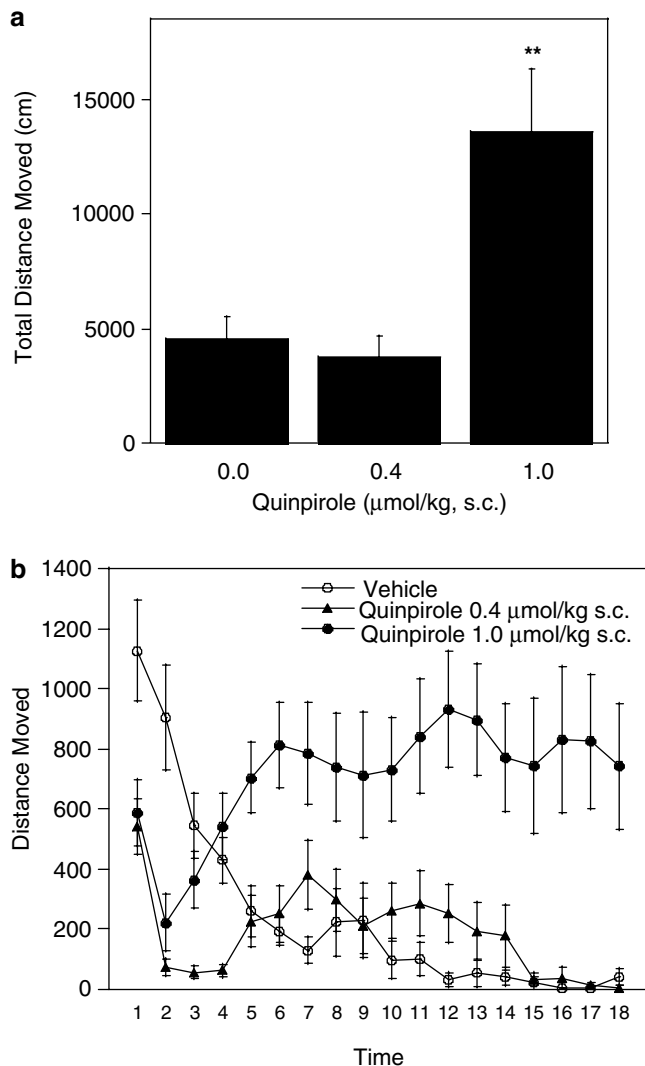 a
**
15000
10000
5000
0
Total Distance Moved (cm)
0.0 0.4 1.0
Quinpirole (μmol/kg, s.c.)
b
1400
1200
1000
800
600
400
200
0
Distance Moved
Vehicle
Quinpirole 0.4 μmol/kg s.c.
Quinpirole 1.0 μmol/kg s.c.
1 2 3 4 5 6 7 8 9 10 11 12 13 14 15 16 17 18
Time